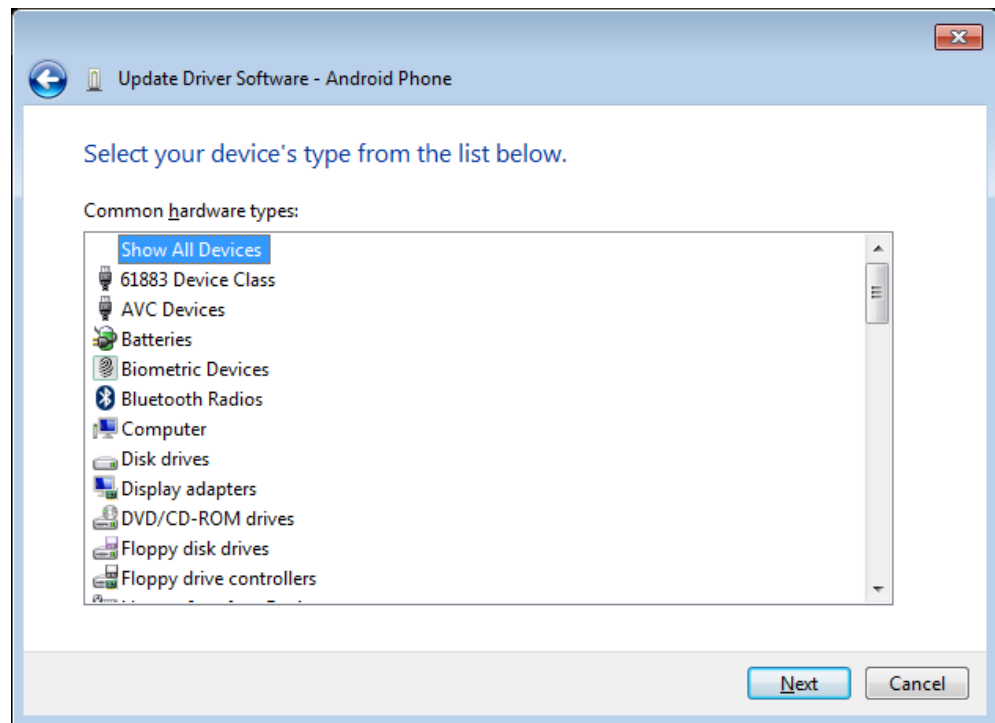 Update Driver Software - Android Phone
Select your device's type from the list below.
Common hardware types:
Show All Devices
61883 Device Class
AVC Devices
Batteries
Biometric Devices
Bluetooth Radios
Computer
Disk drives
Display adapters
DVD/CD-ROM drives
Floppy disk drives
Floppy drive controllers
Next Cancel